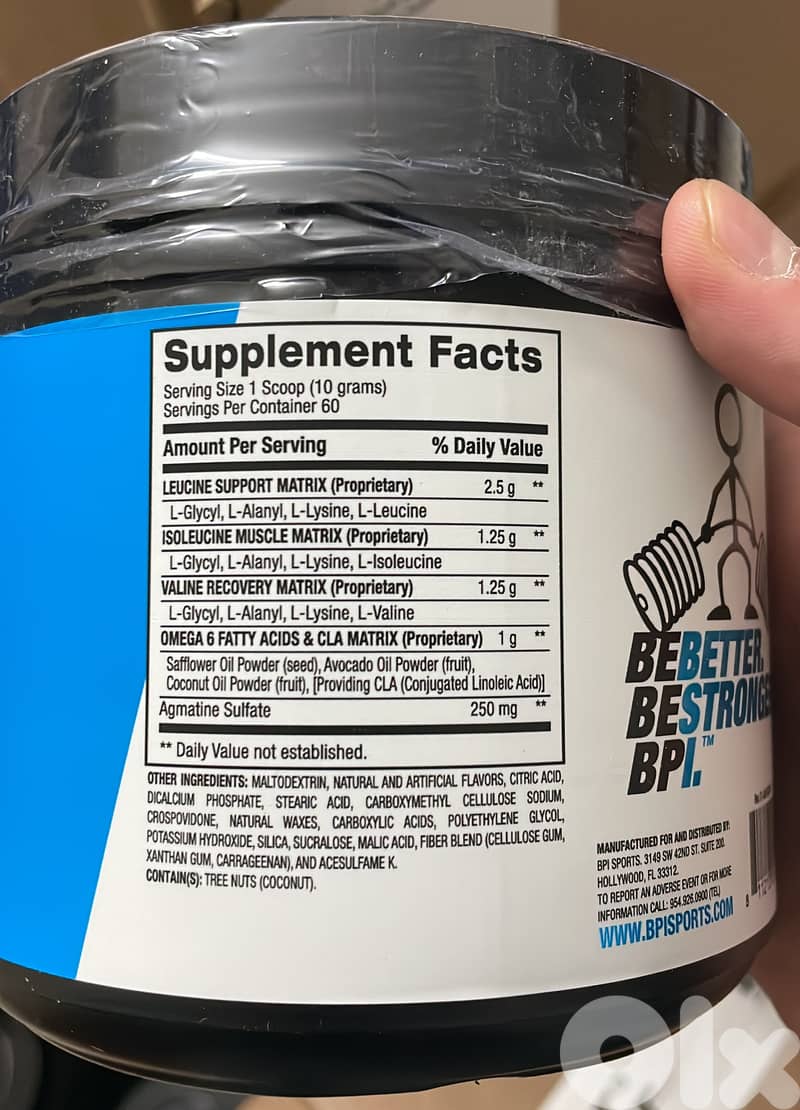 Supplement Facts
Serving Size 1 Scoop (10 grams)
Servings Per Container 60
Amount Per Serving % Daily Value
LEUCINE SUPPORT MATRIX (Proprietary) 2.5 g **
L-Glycyl, L-Alanyl, L-Lysine, L-Leucine
ISOLEUCINE MUSCLE MATRIX (Proprietary) 1.25 g **
L-Glycyl, L-Alanyl, L-Lysine, L-Isoleucine
VALINE RECOVERY MATRIX (Proprietary) 1.25 g **
L-Glycyl, L-Alanyl, L-Lysine, L-Valine
OMEGA 6 FATTY ACIDS & CLA MATRIX (Proprietary) 1 g **
Safflower Oil Powder (seed), Avocado Oil Powder (fruit),
Coconut Oil Powder (fruit), [Providing CLA (Conjugated Linoleic Acid)]
Agmatine Sulfate 250 mg **
** Daily Value not established.
OTHER INGREDIENTS: MALTODEXTRIN, NATURAL AND ARTIFICIAL FLAVORS, CITRIC ACID,
DICALCIUM PHOSPHATE, STEARIC ACID, CARBOXYMETHYL CELLULOSE SODIUM,
CROSPOVIDONE, NATURAL WAXES, CARBOXYLIC ACIDS, POLYETHYLENE GLYCOL,
POTASSIUM HYDROXIDE, SILICA, SUCRALOSE, MALIC ACID, FIBER BLEND (CELLULOSE GUM,
XANTHAN GUM, CARRAGEENAN), AND ACESULFAME K.
CONTAIN(S): TREE NUTS (COCONUT).
BEBETTER.
BESTRONGE
BPI.™
MANUFACTURED FOR AND DISTRIBUTED BY:
BPI SPORTS. 3149 SW 42ND ST. SUITE 200.
HOLLYWOOD, FL 33312.
TO REPORT AN ADVERSE EVENT OR FOR MORE
INFORMATION CALL: 954.926.0900 (TEL)
WWW.BPISPORTS.COM
Olx